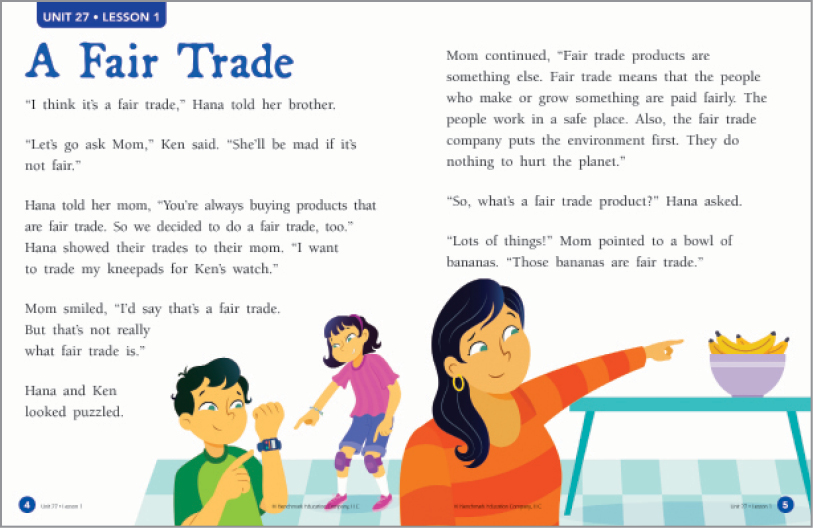 UNIT 27 • LESSON 1
A Fair Trade
“I think it’s a fair trade,” Hana told her brother.
“Let’s go ask Mom,” Ken said. “She’ll be mad if it’s
not fair.”
Hana told her mom, “You’re always buying products that
are fair trade. So we decided to do a fair trade, too.”
Hana showed their trades to their mom. “I want
to trade my kneepads for Ken’s watch.”
Mom smiled, “I’d say that’s a fair trade.
But that’s not really
what fair trade is.”
Hana and Ken
looked puzzled.
4 Unit 27 • Lesson 1
© Benchmark Education Company, LLC
Mom continued, “Fair trade products are
something else. Fair trade means that the people
who make or grow something are paid fairly. The
people work in a safe place. Also, the fair trade
company puts the environment first. They do
nothing to hurt the planet.”
“So, what’s a fair trade product?” Hana asked.
“Lots of things!” Mom pointed to a bowl of
bananas. “Those bananas are fair trade.”
© Benchmark Education Company, LLC
Unit 27 • Lesson 1 5